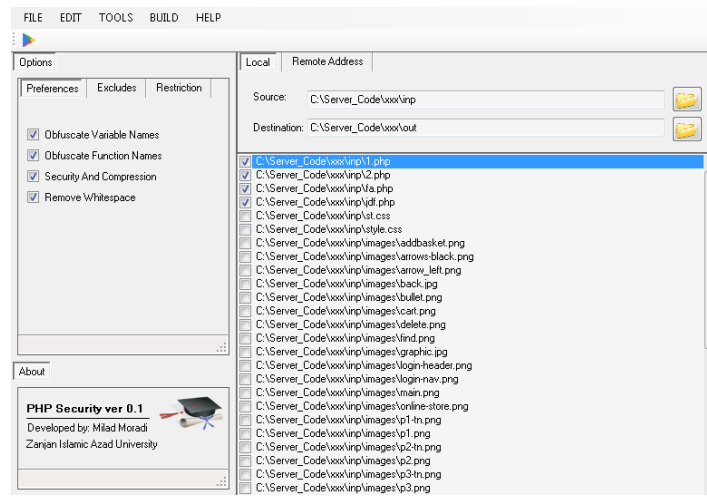 FILE EDIT TOOLS BUILD HELP
Options
Preferences Excludes Restriction
Obfuscate Variable Names
Obfuscate Function Names
Security And Compression
Remove Whitespace
About
PHP Security ver 0.1
Developed by: Milad Moradi
Zanjan Islamic Azad University
Local Remote Address
Source: C:\Server_Code\xxx\inp
Destination: C:\Server_Code\xxx\out
C:\Server_Code\xxx\inp\1.php
C:\Server_Code\xxx\inp\2.php
C:\Server_Code\xxx\inp\fa.php
C:\Server_Code\xxx\inp\jdf.php
C:\Server_Code\xxx\inp\st.css
C:\Server_Code\xxx\inp\style.css
C:\Server_Code\xxx\inp\images\addbasket.png
C:\Server_Code\xxx\inp\images\arrows-black.png
C:\Server_Code\xxx\inp\images\arrow_left.png
C:\Server_Code\xxx\inp\images\back.jpg
C:\Server_Code\xxx\inp\images\bullet.png
C:\Server_Code\xxx\inp\images\cart.png
C:\Server_Code\xxx\inp\images\delete.png
C:\Server_Code\xxx\inp\images\find.png
C:\Server_Code\xxx\inp\images\graphic.jpg
C:\Server_Code\xxx\inp\images\login-header.png
C:\Server_Code\xxx\inp\images\login-nav.png
C:\Server_Code\xxx\inp\images\main.png
C:\Server_Code\xxx\inp\images\online-store.png
C:\Server_Code\xxx\inp\images\p1-tn.png
C:\Server_Code\xxx\inp\images\p1.png
C:\Server_Code\xxx\inp\images\p2-tn.png
C:\Server_Code\xxx\inp\images\p2.png
C:\Server_Code\xxx\inp\images\p3-tn.png
C:\Server_Code\xxx\inp\images\p3.png